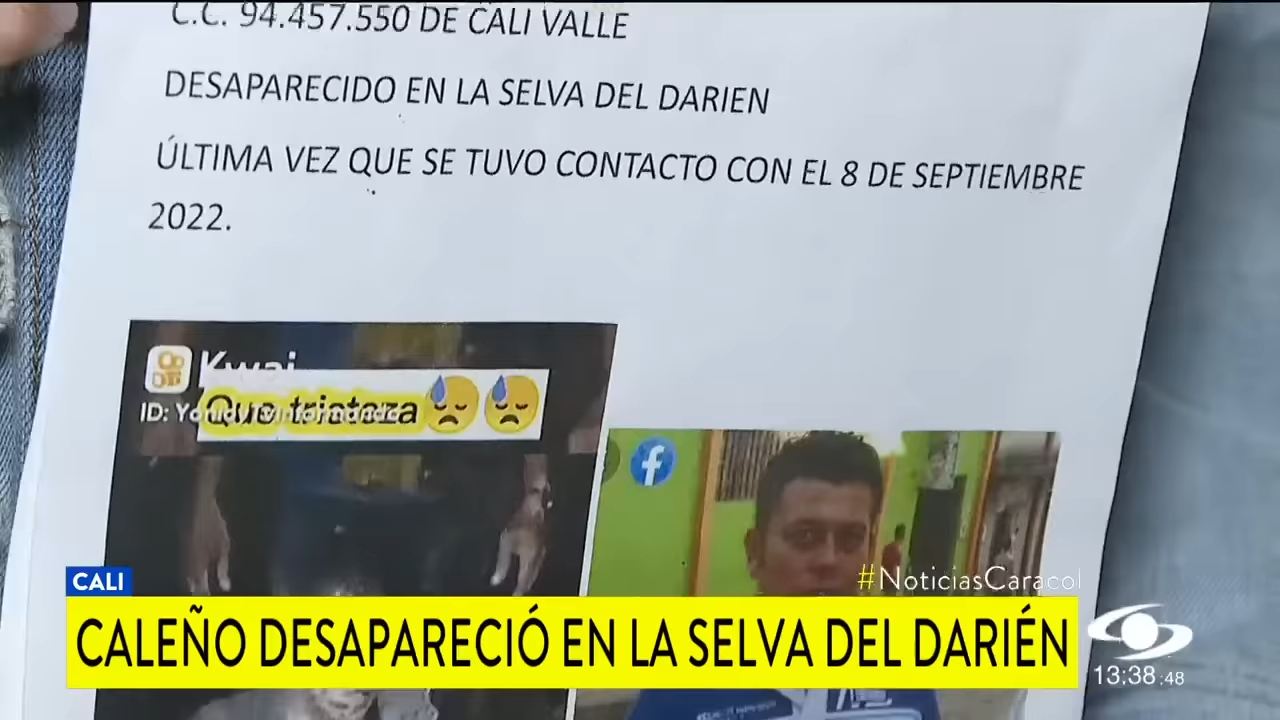 C.C. 94.457.550 DE CALI VALLE
DESAPARECIDO EN LA SELVA DEL DARIEN
ÚLTIMA VEZ QUE SE TUVO CONTACTO CON EL 8 DE SEPTIEMBRE
2022.
Kwai
Que tristeza
ID:
#NoticiasCaracol
CALI
CALEÑO DESAPARECIÓ EN LA SELVA DEL DARIÉN
13:38:48